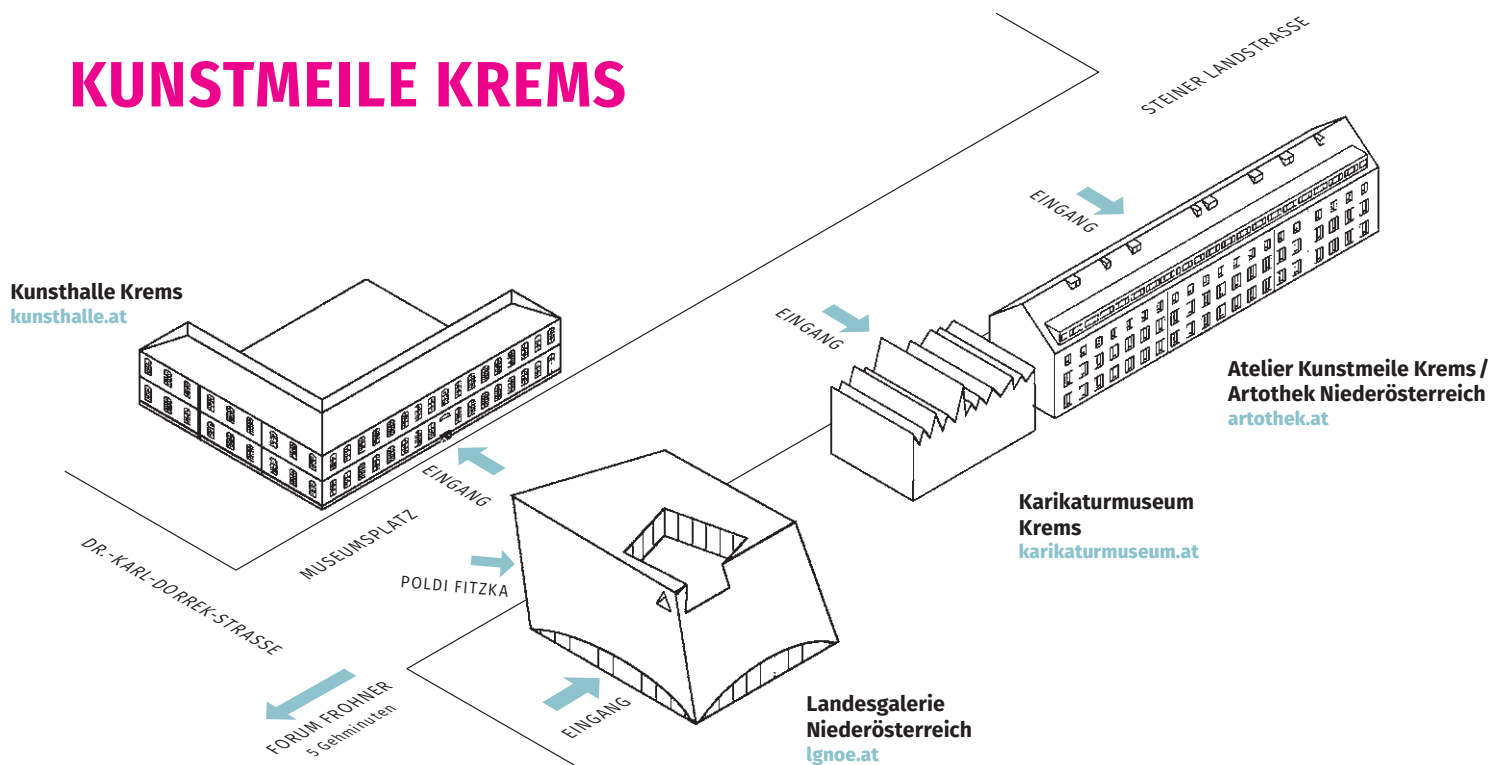 KUNSTMEILE KREMS
STEINER LANDSTRASSE
EINGANG
Kunsthalle Krems
kunsthalle.at
EINGANG
Atelier Kunstmeile Krems /
Artothek Niederösterreich
artothek.at
EINGANG
Karikaturmuseum
Krems
karikaturmuseum.at
MUSEUMSPLATZ
DR.-KARL-DORREK-STRASSE
POLDI FITZKA
FORUM FROHNER
5 Gehminuten
EINGANG
Landesgalerie
Niederösterreich
lgnoe.at